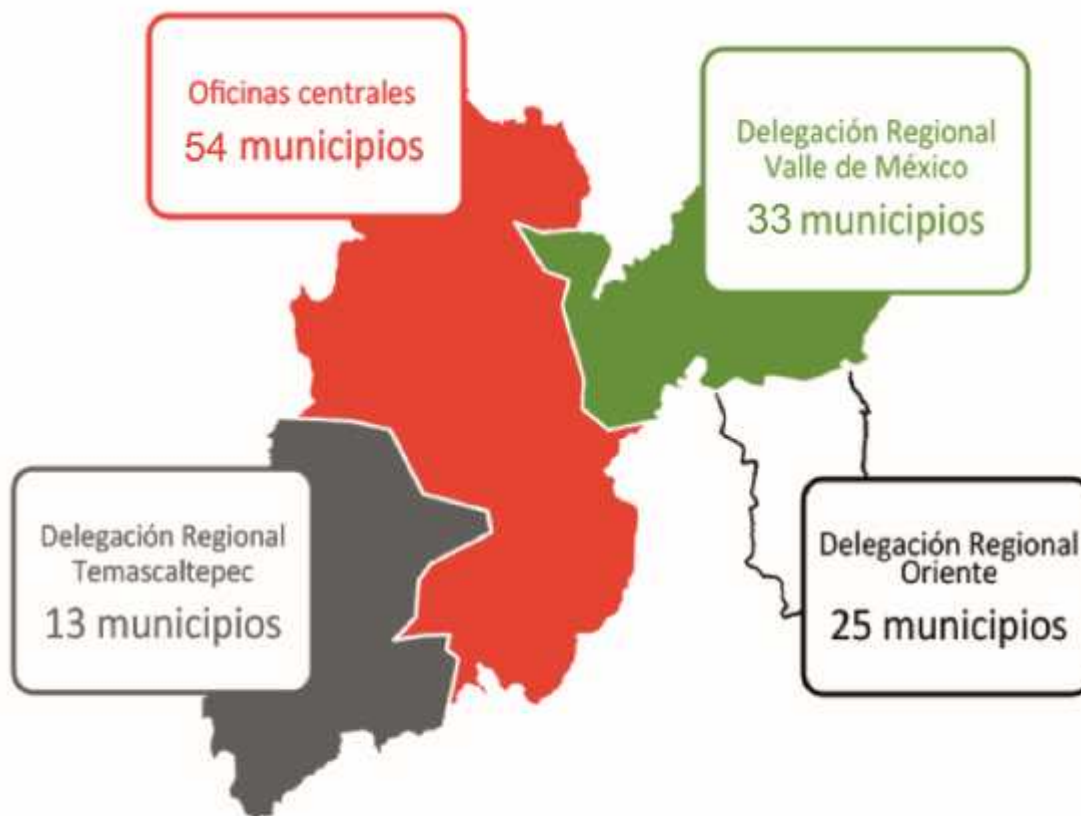 Oficinas centrales
54 municipios
Delegación Regional
Valle de México
33 municipios
Delegación Regional
Temascaltepec
13 municipios
Delegación Regional
Oriente
25 municipios